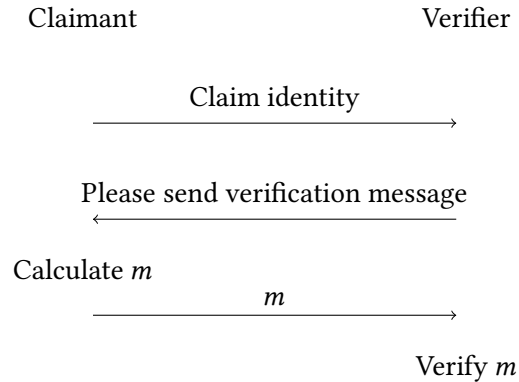 Claimant Verifier
Claim identity
Please send verification message
Calculate m
m
Verify m